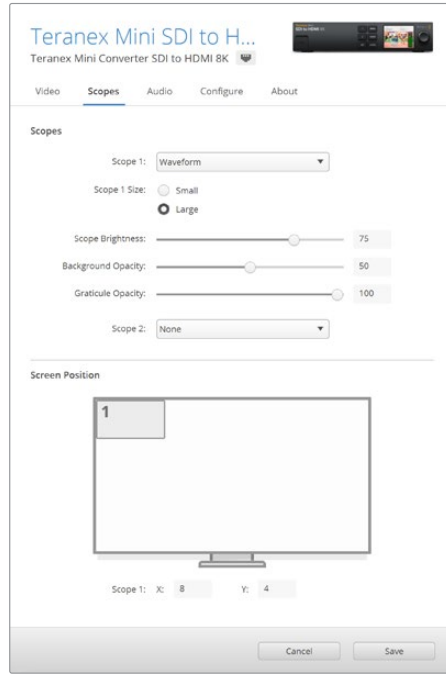 Teranex Mini SDI to H...
Teranex Mini Converter SDI to HDMI 8K
Video Scopes Audio Configure About
Scopes
Scope 1: Waveform
Scope 1 Size: Small
Large
Scope Brightness: 75
Background Opacity: 50
Graticule Opacity: 100
Scope 2: None
Screen Position
1
Scope 1: X: 8 Y: 4
Cancel Save